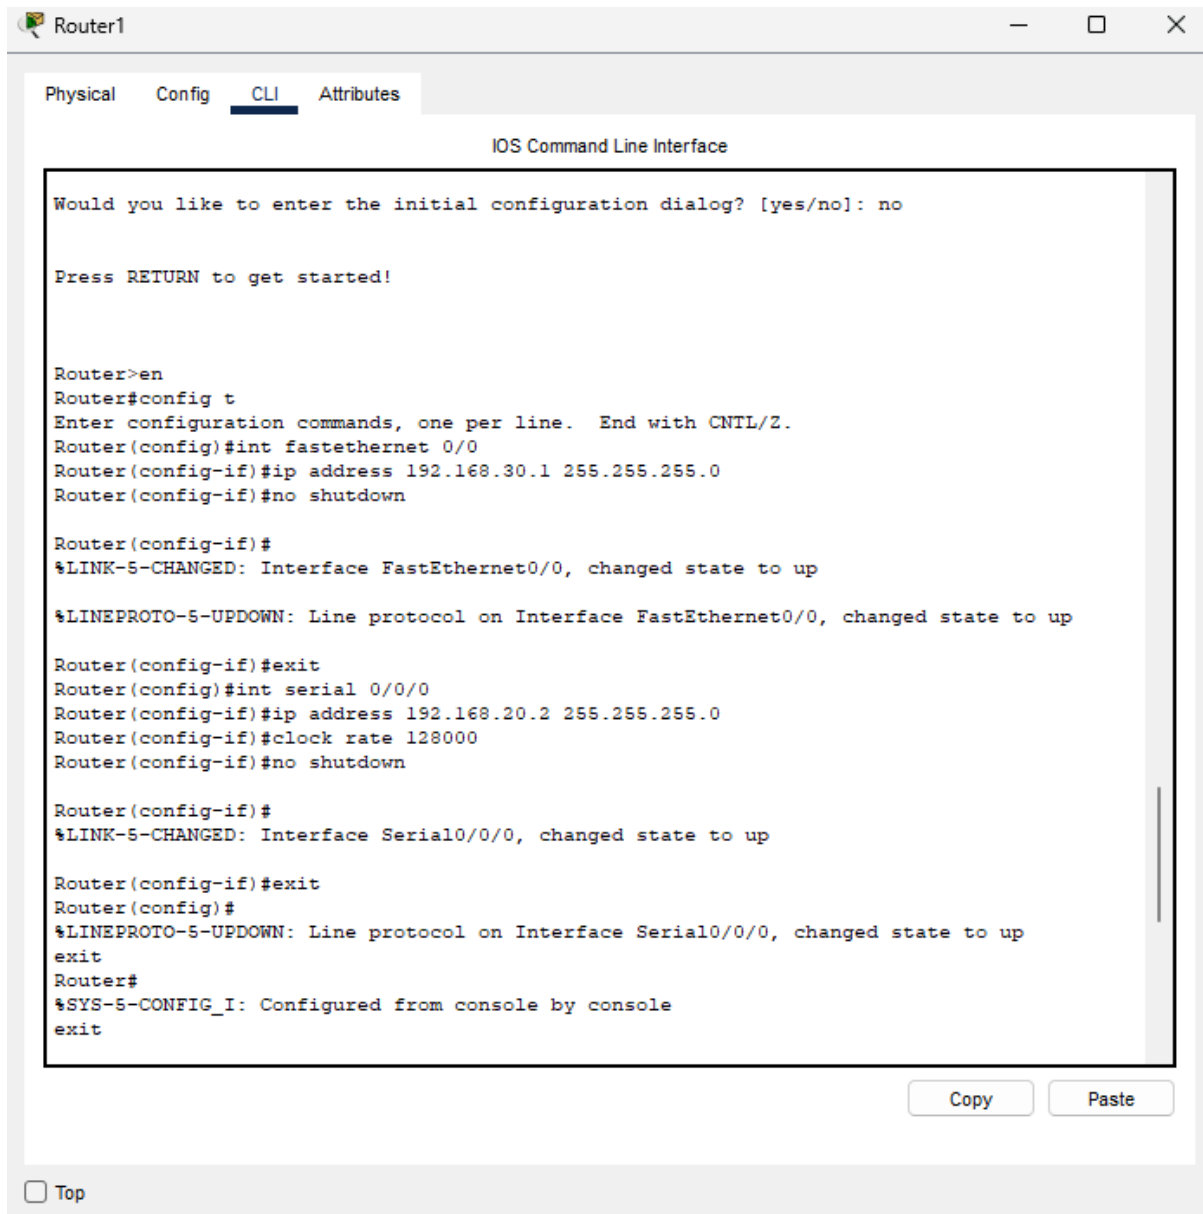 Router1
Physical Config CLI Attributes
IOS Command Line Interface
Would you like to enter the initial configuration dialog? [yes/no]: no
Press RETURN to get started!
Router>en
Router#config t
Enter configuration commands, one per line.  End with CNTL/Z.
Router(config)#int fastethernet 0/0
Router(config-if)#ip address 192.168.30.1 255.255.255.0
Router(config-if)#no shutdown
Router(config-if)#
%LINK-5-CHANGED: Interface FastEthernet0/0, changed state to up
%LINEPROTO-5-UPDOWN: Line protocol on Interface FastEthernet0/0, changed state to up
Router(config-if)#exit
Router(config)#int serial 0/0/0
Router(config-if)#ip address 192.168.20.2 255.255.255.0
Router(config-if)#clock rate 128000
Router(config-if)#no shutdown
Router(config-if)#
%LINK-5-CHANGED: Interface Serial0/0/0, changed state to up
Router(config-if)#exit
Router(config)#
%LINEPROTO-5-UPDOWN: Line protocol on Interface Serial0/0/0, changed state to up
exit
Router#
%SYS-5-CONFIG_I: Configured from console by console
exit
Copy Paste
Top